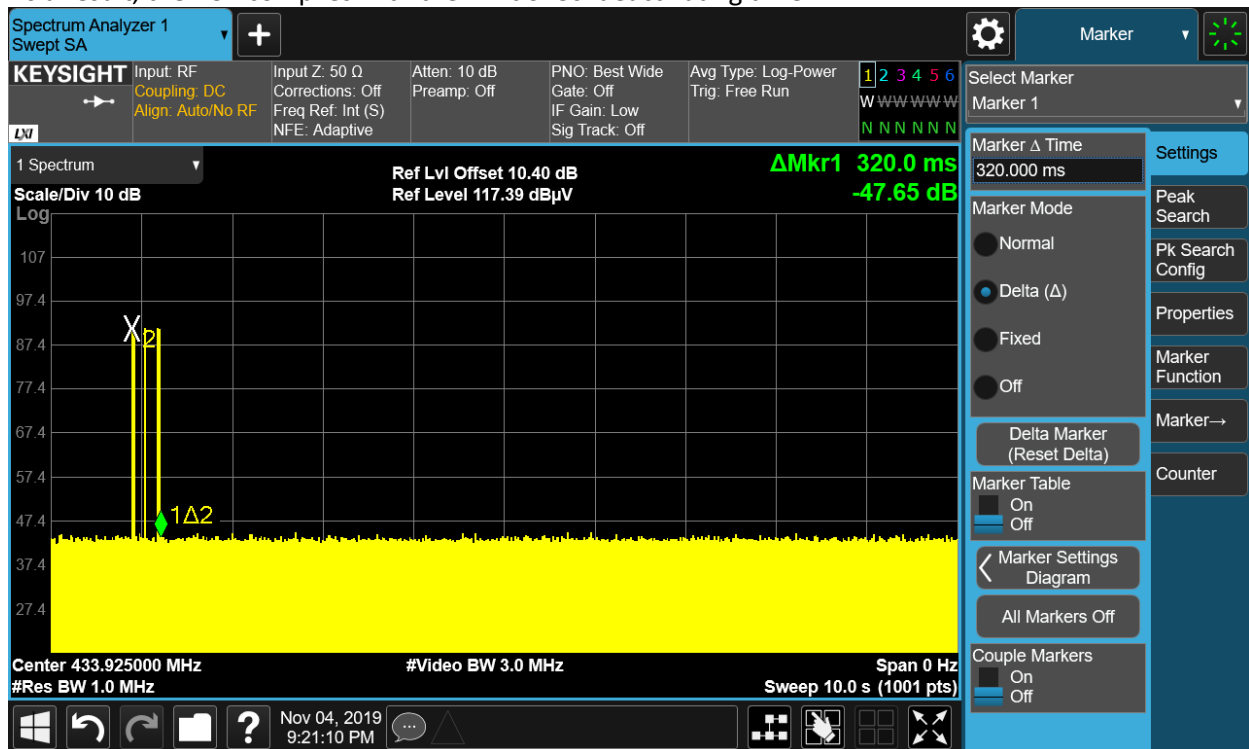 Spectrum Analyzer 1
Swept SA
Marker
KEYSIGHT
LXI
Input: RF
Coupling: DC
Align: Auto/No RF
Input Z: 50 Ω
Corrections: Off
Freq Ref: Int (S)
NFE: Adaptive
Atten: 10 dB
Preamp: Off
PNO: Best Wide
Gate: Off
IF Gain: Low
Sig Track: Off
Avg Type: Log-Power
Trig: Free Run
1 2 3 4 5 6
W W W W W W
N N N N N N
1 Spectrum
Scale/Div 10 dB
Ref Lvl Offset 10.40 dB
Ref Level 117.39 dBµV
ΔMkr1 320.0 ms
-47.65 dB
Log
107
97.4
87.4
77.4
67.4
57.4
47.4
37.4
27.4
X2
1Δ2
Center 433.925000 MHz
#Res BW 1.0 MHz
#Video BW 3.0 MHz
Span 0 Hz
Sweep 10.0 s (1001 pts)
Nov 04, 2019
9:21:10 PM
Select Marker
Marker 1
Marker Δ Time
320.000 ms
Marker Mode
Normal
Delta (Δ)
Fixed
Off
Delta Marker
(Reset Delta)
Marker Table
On
Off
Marker Settings
Diagram
All Markers Off
Couple Markers
On
Off
Settings
Peak
Search
Pk Search
Config
Properties
Marker
Function
Marker→
Counter